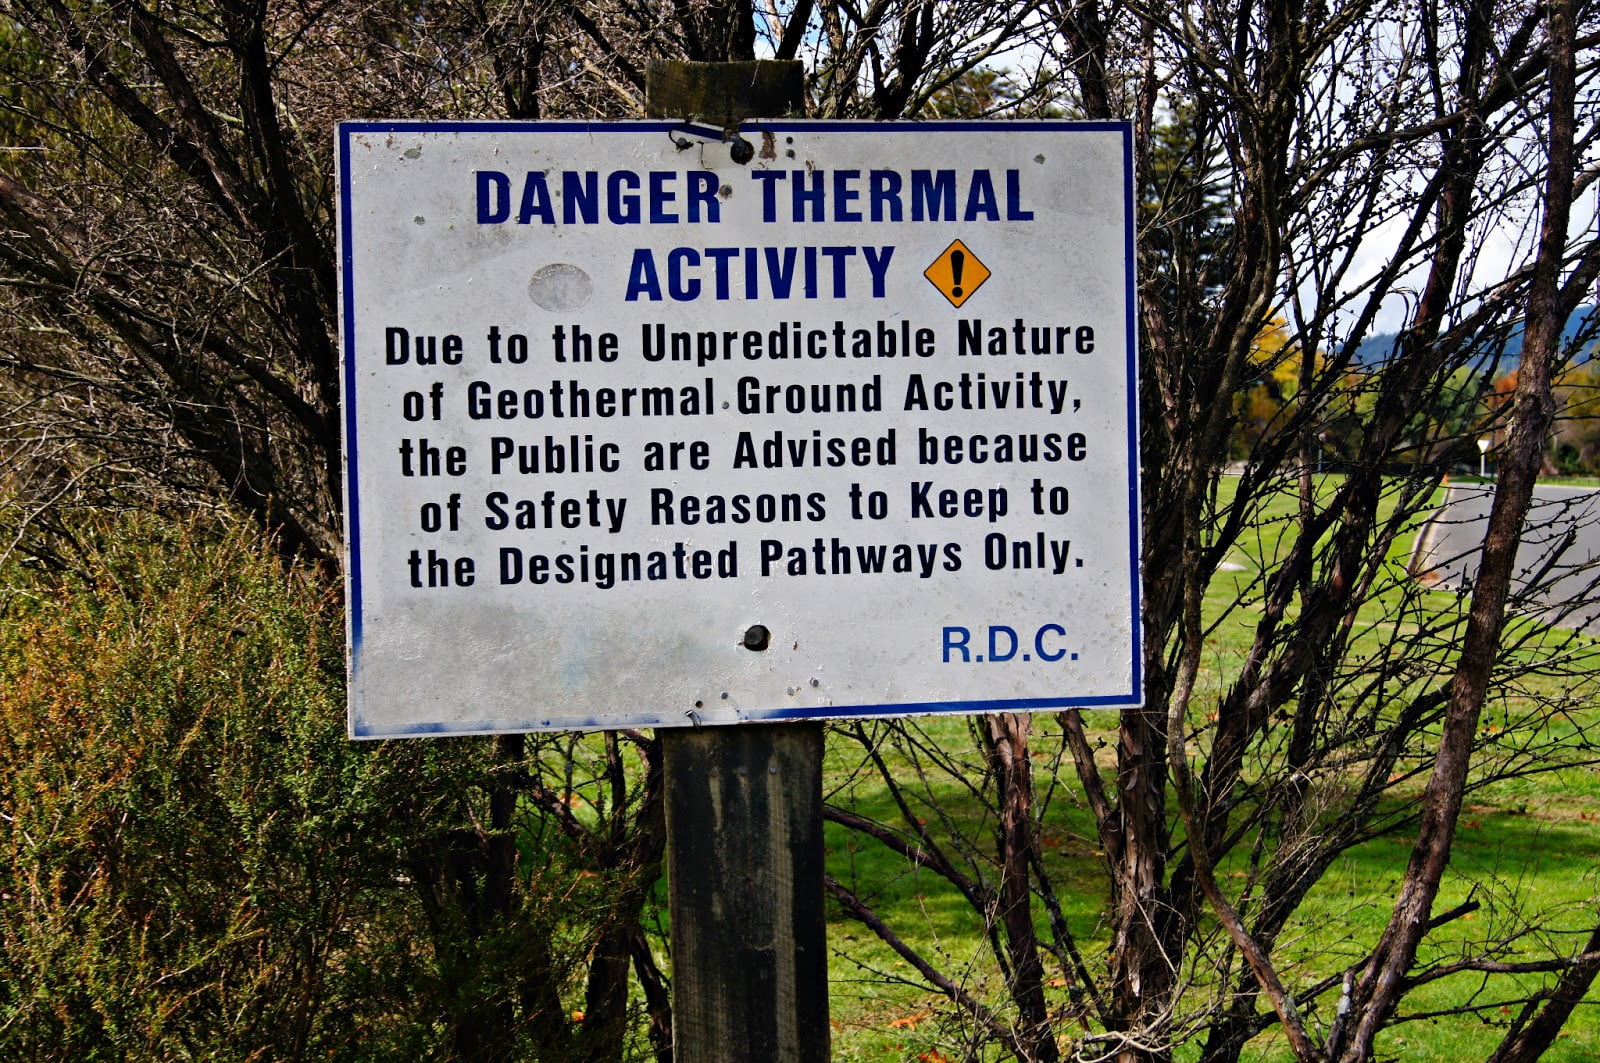 DANGER THERMAL
ACTIVITY !
Due to the Unpredictable Nature
of Geothermal Ground Activity,
the Public are Advised because
of Safety Reasons to Keep to
the Designated Pathways Only.
R.D.C.